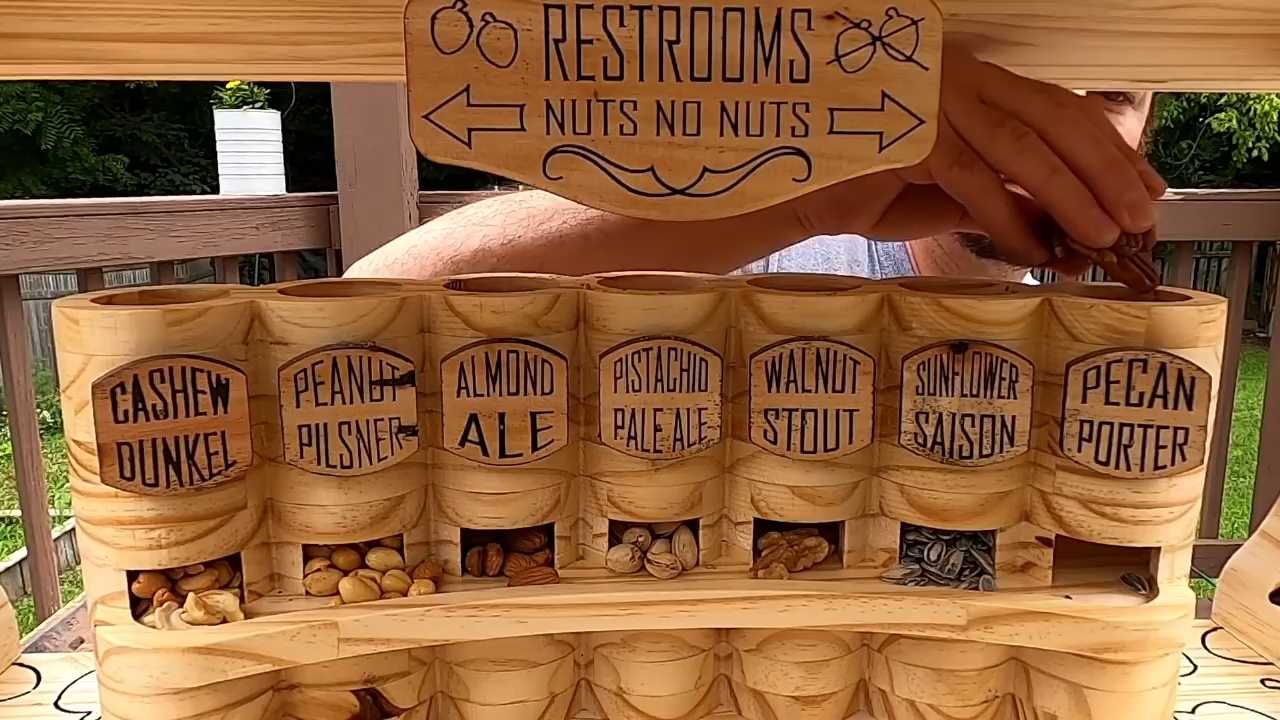 RESTROOMS
NUTS NO NUTS
CASHEW
DUNKEL
PEANUT
PILSNER
ALMOND
ALE
PISTACHIO
PALE ALE
WALNUT
STOUT
SUNFLOWER
SAISON
PECAN
PORTER